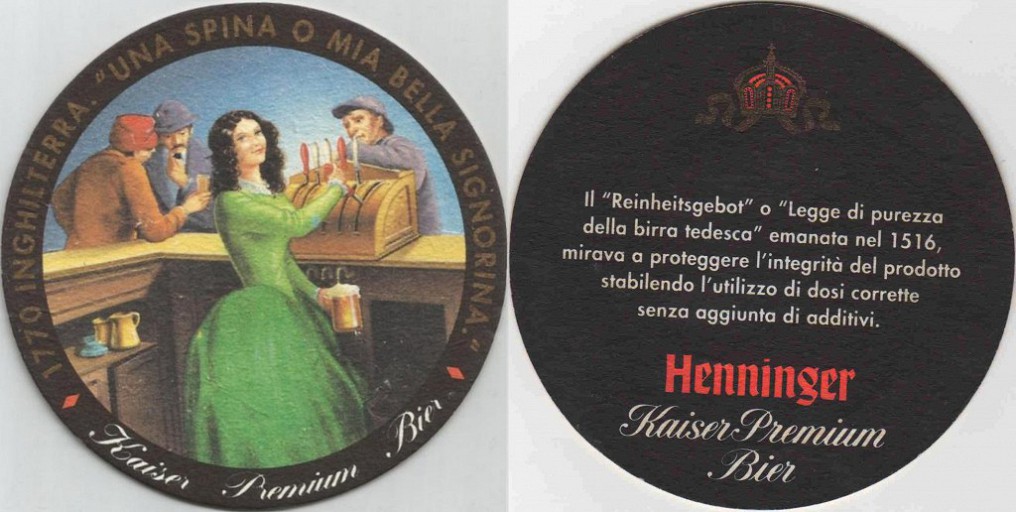 1770 INGHILTERRA. "UNA SPINA O MIA BELLA SIGNORINA."
Kaiser Premium Bier
Il "Reinheitsgebot" o "Legge di purezza
della birra tedesca" emanata nel 1516,
mirava a proteggere l'integrità del prodotto
stabilendo l'utilizzo di dosi corrette
senza aggiunta di additivi.
Henninger
Kaiser Premium
Bier